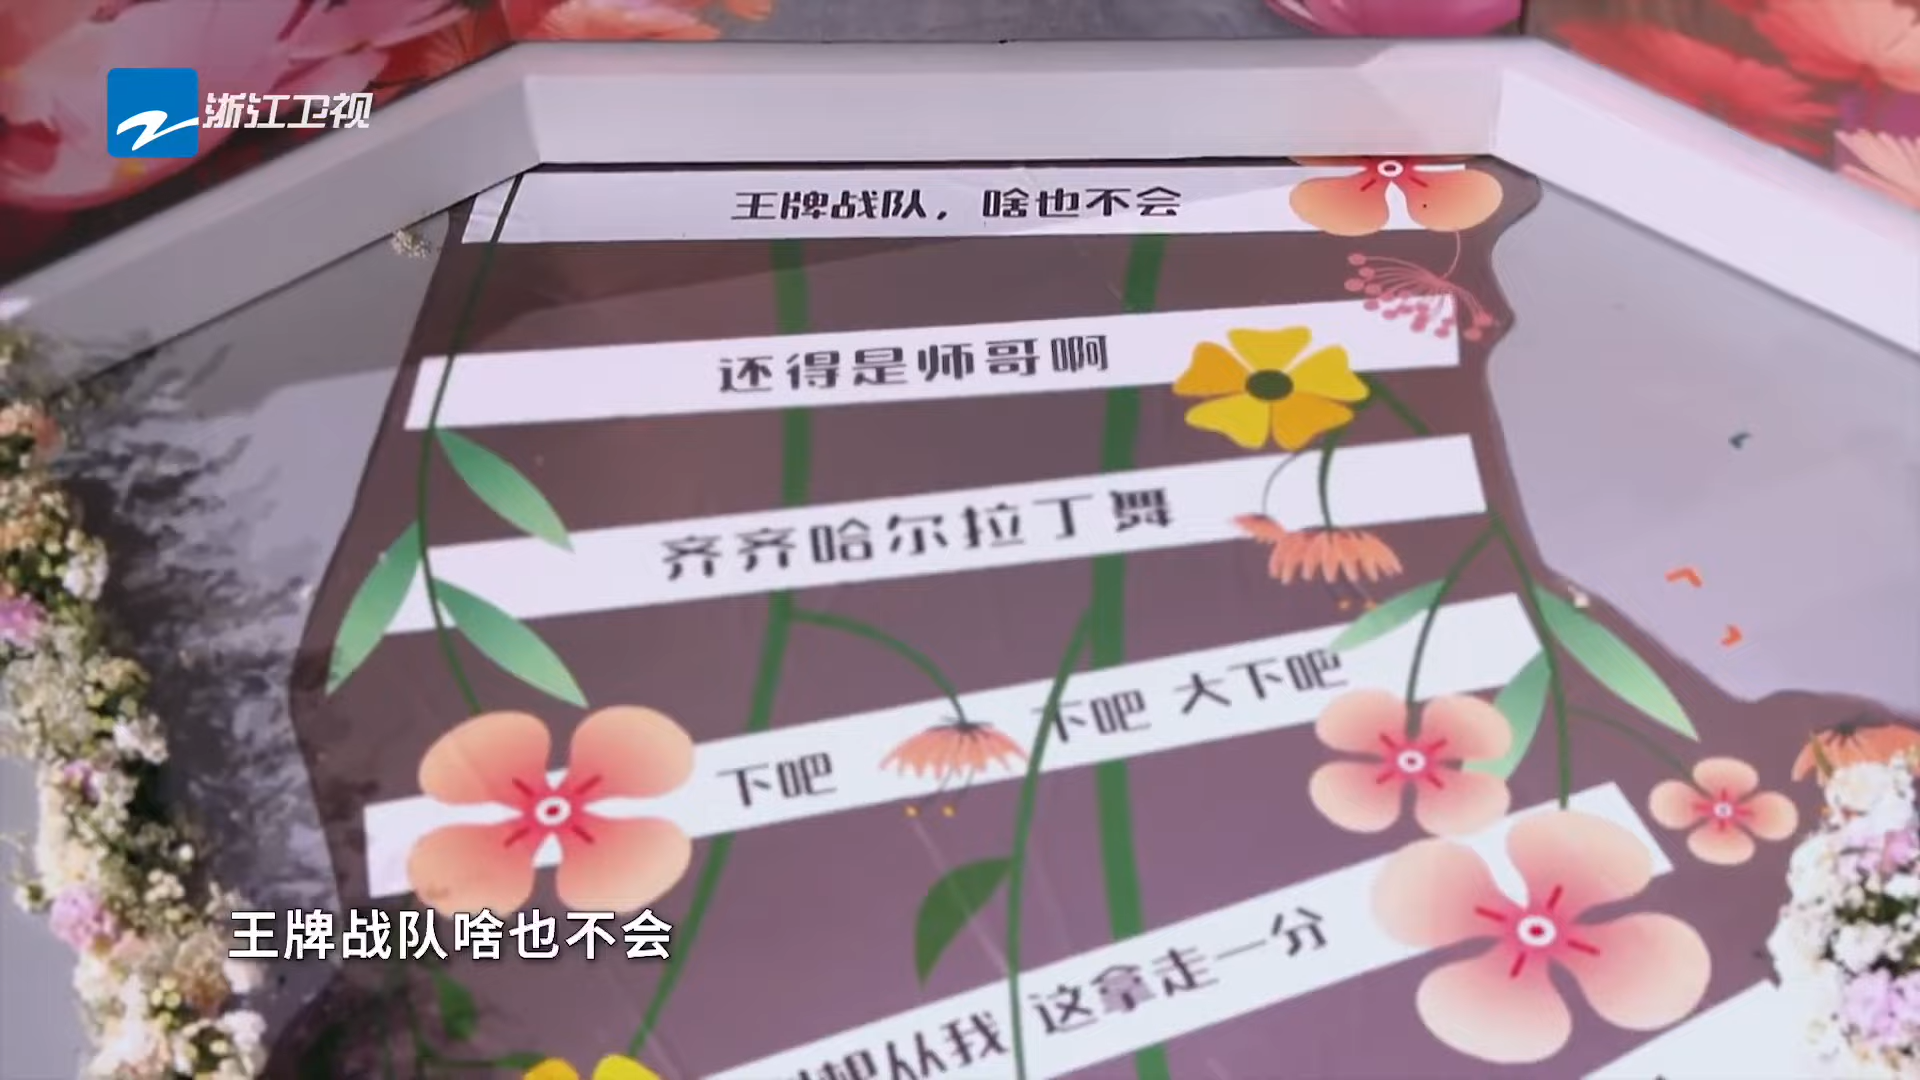 浙江卫视
王牌战队，啥也不会
还得是师哥啊
齐齐哈尔拉丁舞
下吧 下吧 大下吧
想从我 这拿走一分
王牌战队啥也不会